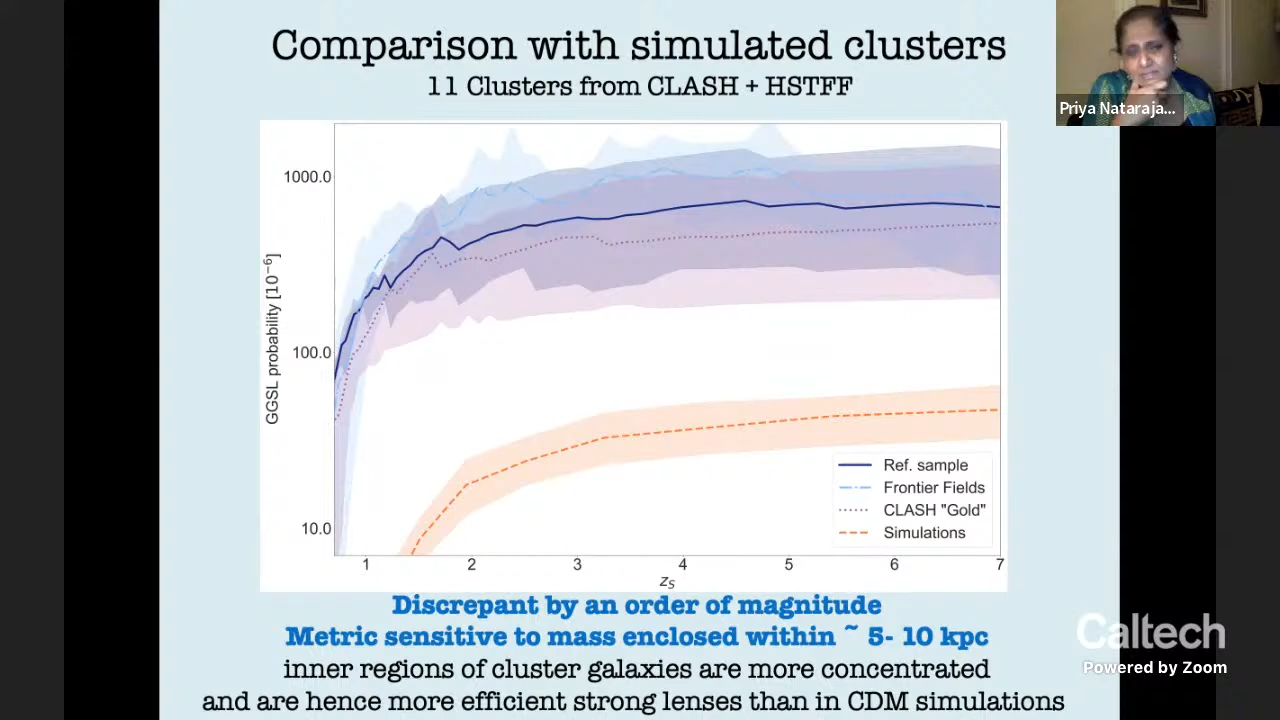 Comparison with simulated clusters
11 Clusters from CLASH + HSTFF
Priya Nataraja...
GGSL probability [10⁻⁶]
1000.0
100.0
10.0
1 2 3 4 5 6 7
zS
Ref. sample
Frontier Fields
CLASH "Gold"
Simulations
Discrepant by an order of magnitude
Metric sensitive to mass enclosed within ~ 5- 10 kpc
inner regions of cluster galaxies are more concentrated
and are hence more efficient strong lenses than in CDM simulations
Caltech
Powered by Zoom